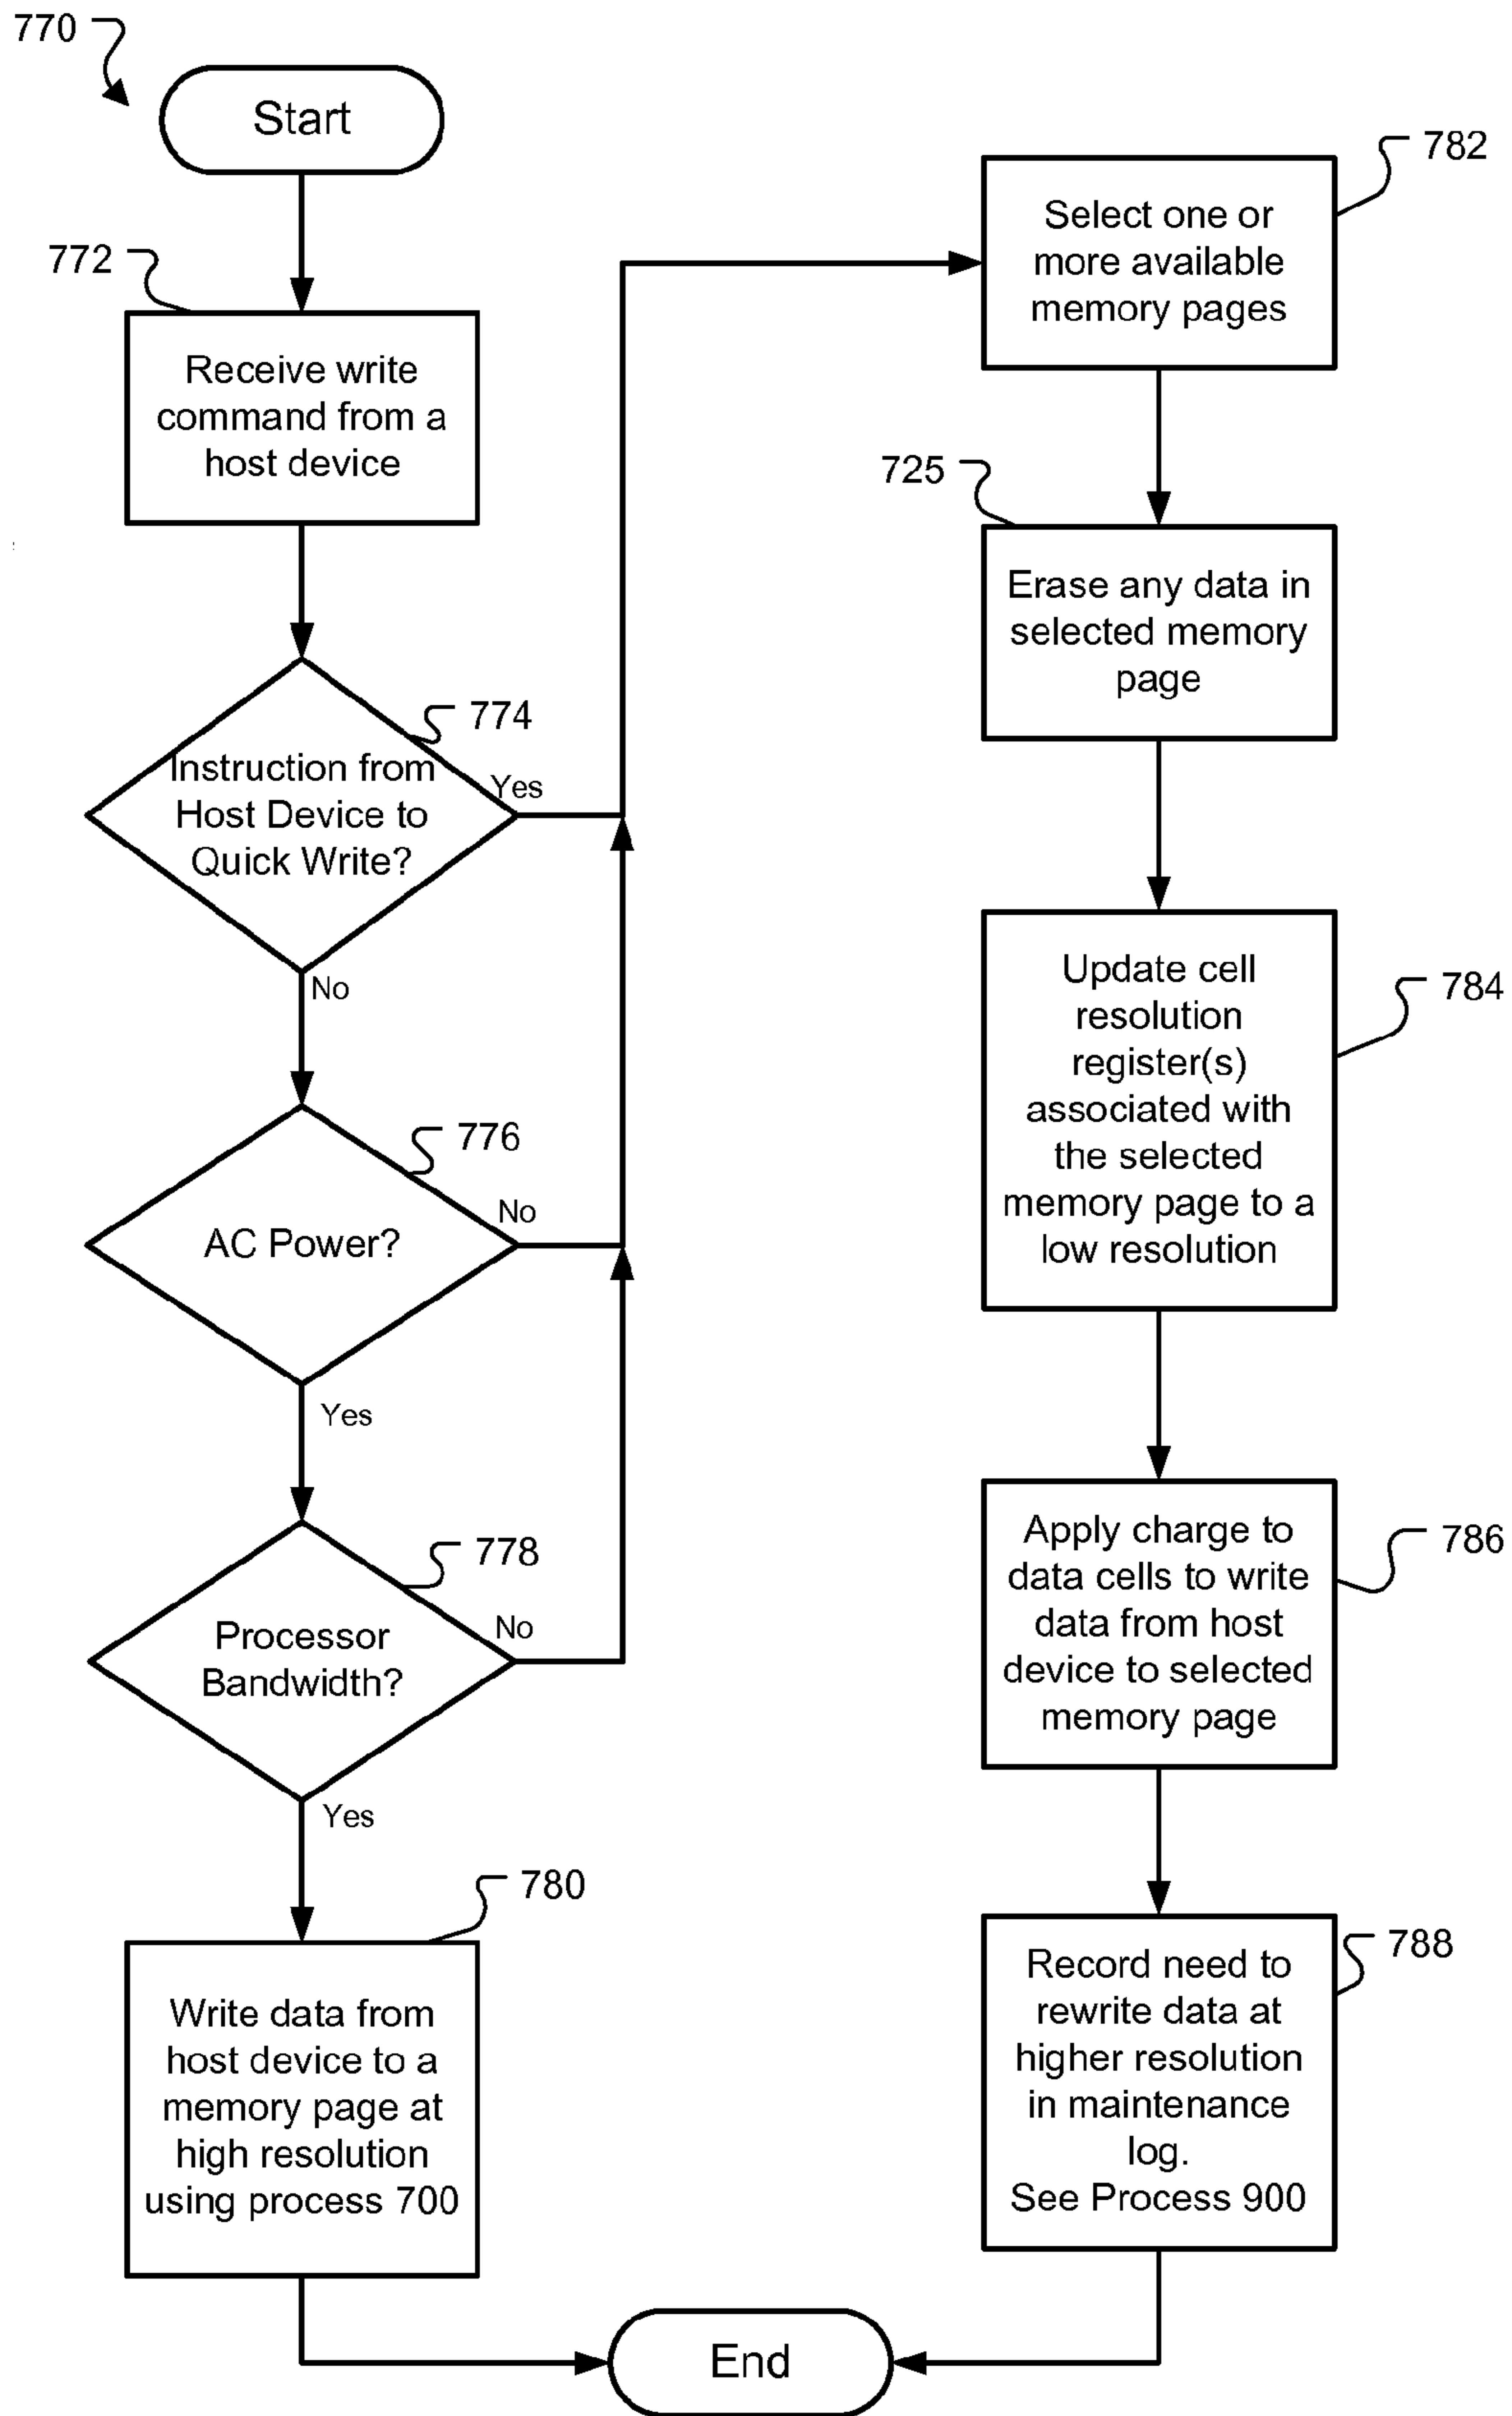 770
Start
772
Receive write
command from a
host device
774
Instruction from
Host Device to
Quick Write?
Yes
No
776
AC Power?
No
Yes
778
Processor
Bandwidth?
No
Yes
780
Write data from
host device to a
memory page at
high resolution
using process 700
782
Select one or
more available
memory pages
725
Erase any data in
selected memory
page
784
Update cell
resolution
register(s)
associated with
the selected
memory page to a
low resolution
786
Apply charge to
data cells to write
data from host
device to selected
memory page
788
Record need to
rewrite data at
higher resolution
in maintenance
log.
See Process 900
End